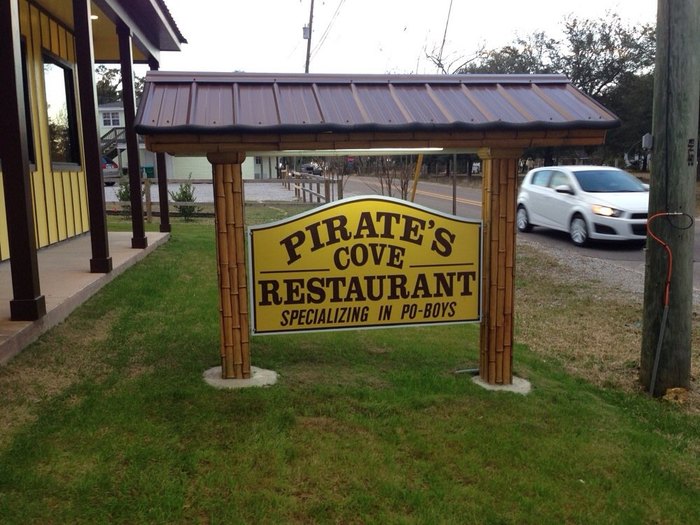 PIRATE'S
COVE
RESTAURANT
SPECIALIZING IN PO-BOYS